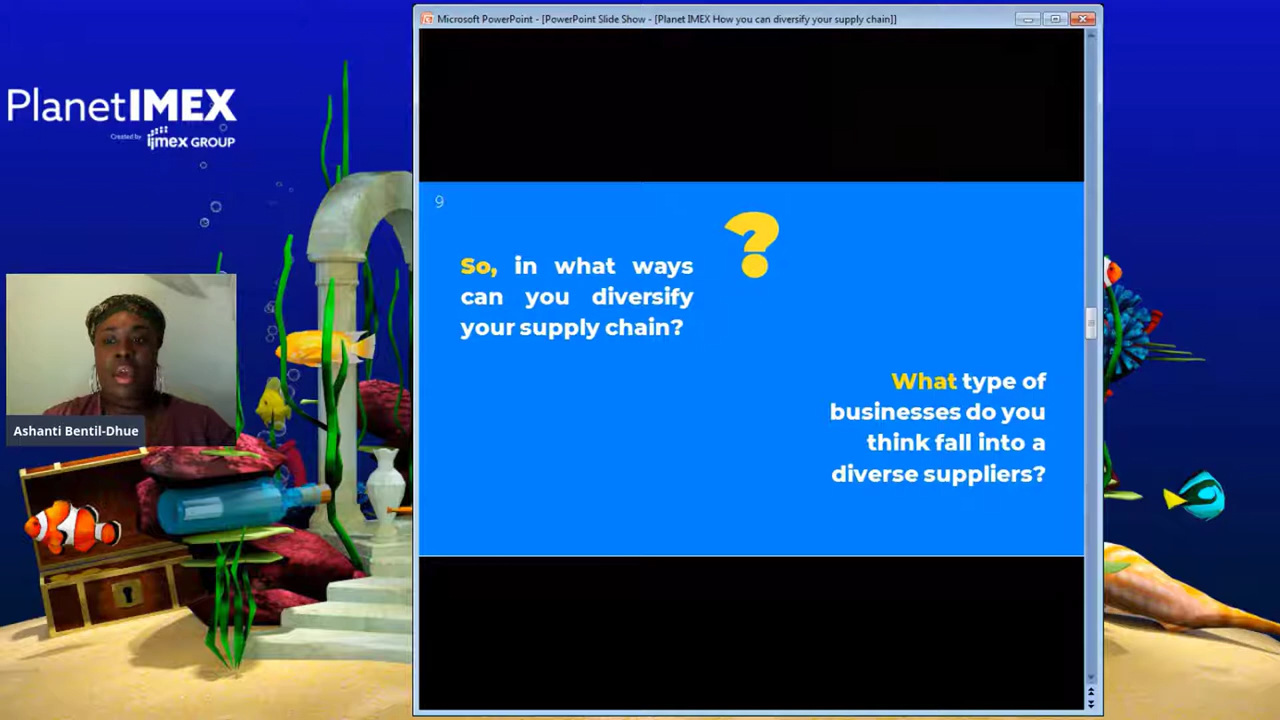 Microsoft PowerPoint - [PowerPoint Slide Show - [Planet IMEX How you can diversify your supply chain]]
PlanetIMEX
Created by imex GROUP
9
?
So, in what ways
can you diversify
your supply chain?
What type of
businesses do you
think fall into a
diverse suppliers?
Ashanti Bentil-Dhue